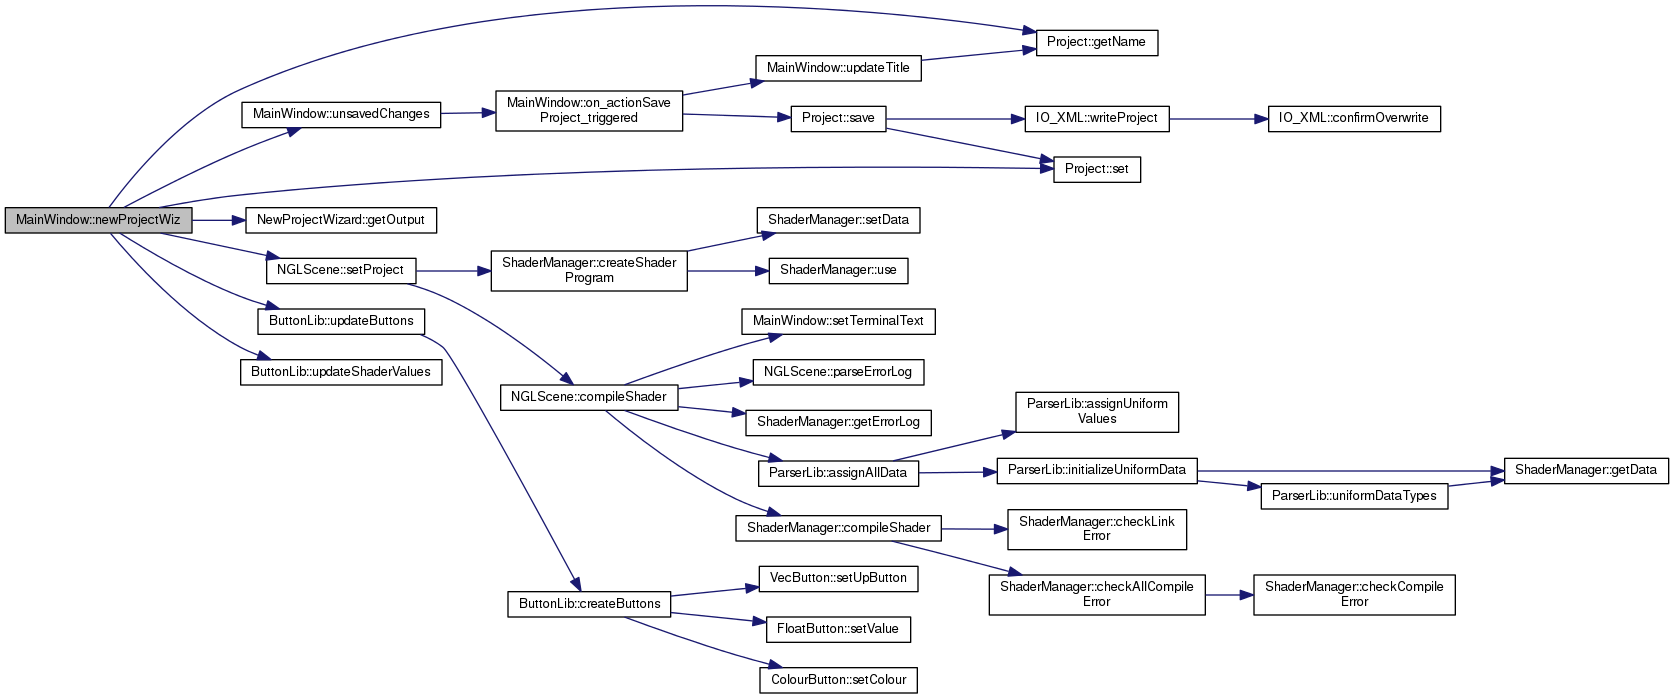 Project::getName
MainWindow::updateTitle
MainWindow::on_actionSave
Project_triggered
MainWindow::unsavedChanges
Project::save
IO_XML::writeProject
IO_XML::confirmOverwrite
Project::set
MainWindow::newProjectWiz
NewProjectWizard::getOutput
ShaderManager::setData
NGLScene::setProject
ShaderManager::createShader
Program
ShaderManager::use
ButtonLib::updateButtons
MainWindow::setTerminalText
ButtonLib::updateShaderValues
NGLScene::parseErrorLog
NGLScene::compileShader
ShaderManager::getErrorLog
ParserLib::assignUniform
Values
ParserLib::assignAllData
ParserLib::initializeUniformData
ShaderManager::getData
ParserLib::uniformDataTypes
ShaderManager::compileShader
ShaderManager::checkLink
Error
VecButton::setUpButton
ShaderManager::checkAllCompile
Error
ShaderManager::checkCompile
Error
ButtonLib::createButtons
FloatButton::setValue
ColourButton::setColour